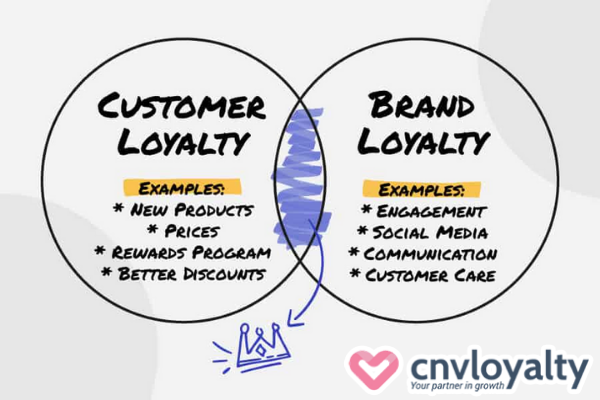 Customer
Loyalty
Examples:
* New Products
* Prices
* Rewards Program
* Better Discounts
Brand
Loyalty
Examples:
* Engagement
* Social Media
* Communication
* Customer Care
cnvloyalty
Your partner in growth